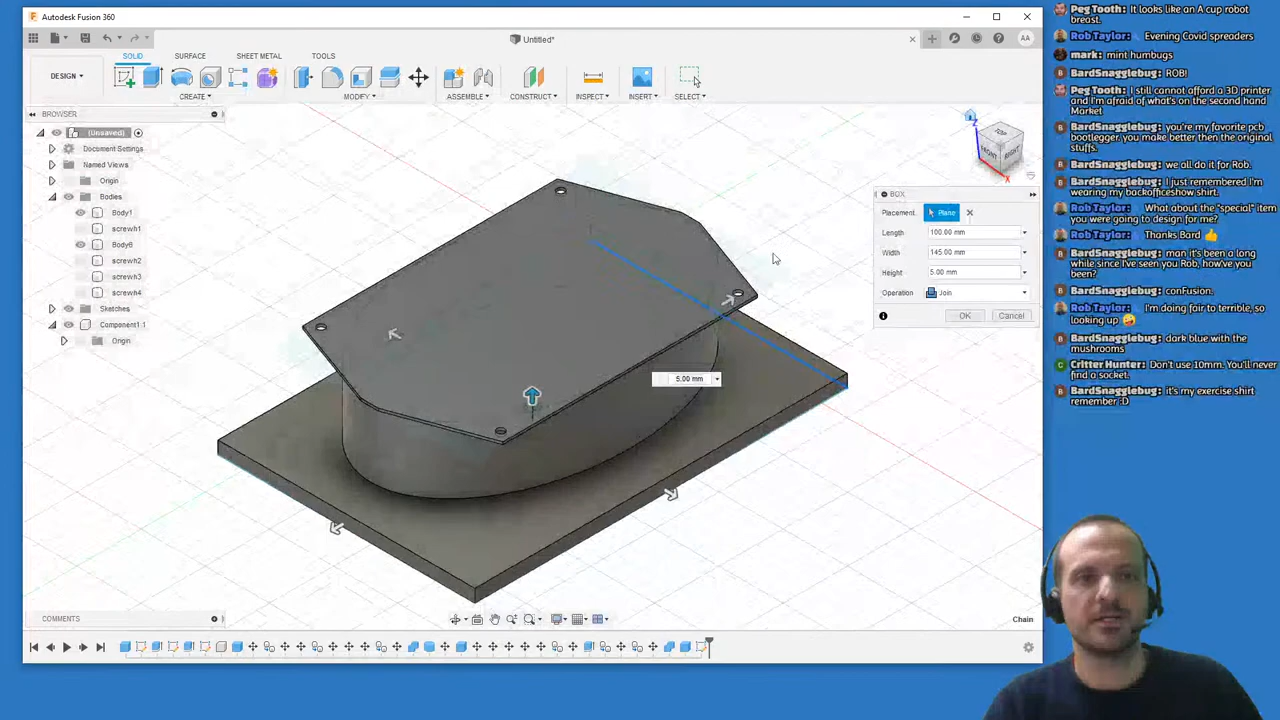 Autodesk Fusion 360
Untitled*
AA
SOLID SURFACE SHEET METAL TOOLS
DESIGN
CREATE MODIFY ASSEMBLE CONSTRUCT INSPECT INSERT SELECT
BROWSER
(Unsaved)
Document Settings
Named Views
Origin
Bodies
Body1
screwh1
Body6
screwh2
screwh3
screwh4
Sketches
Component1:1
Origin
TOP
FRONT
RIGHT
Z
X
BOX
Placement Plane
Length 100.00 mm
Width 145.00 mm
Height 5.00 mm
Operation Join
OK Cancel
5.00 mm
COMMENTS
Chain
Peg Tooth: It looks like an A cup robot
breast.
Rob Taylor: Evening Covid spreaders
mark: mint humbugs
BardSnagglebug: ROB!
Peg Tooth: I still cannot afford a 3D printer
and I'm afraid of what's on the second hand
Market
BardSnagglebug: you're my favorite pcb
bootlegger, you make better then the original
stuffs.
BardSnagglebug: we all do it for Rob.
BardSnagglebug: I just remembered I'm
wearing my backofficeshow shirt.
Rob Taylor: What about the "special" item
you were going to design for me?
Rob Taylor: Thanks Bard 👍
BardSnagglebug: man it's been a long
while since I've seen you Rob, how've you
been?
BardSnagglebug: conFusion.
Rob Taylor: I'm doing fair to terrible, so
looking up 🤪
BardSnagglebug: dark blue with the
mushrooms
Critter Hunter: Don't use 10mm. You'll never
find a socket.
BardSnagglebug: it's my exercise shirt
remember :D